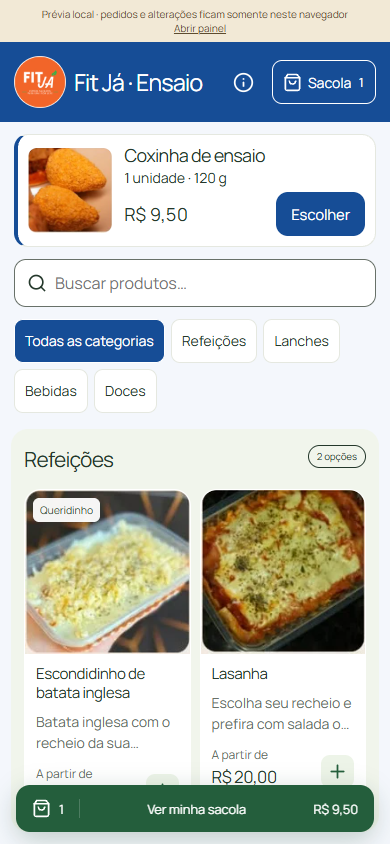 Prévia local · pedidos e alterações ficam somente neste navegador
Abrir painel
FIT
JÁ
Fit Já · Ensaio
Sacola 1
Coxinha de ensaio
1 unidade · 120 g
R$ 9,50
Escolher
Buscar produtos...
Todas as categorias
Refeições
Lanches
Bebidas
Doces
Refeições
2 opções
Queridinho
Escondidinho de
batata inglesa
Batata inglesa com o
recheio da sua...
A partir de
Lasanha
Escolha seu recheio e
prefira com salada o...
A partir de
R$ 20,00
1
Ver minha sacola
R$ 9,50